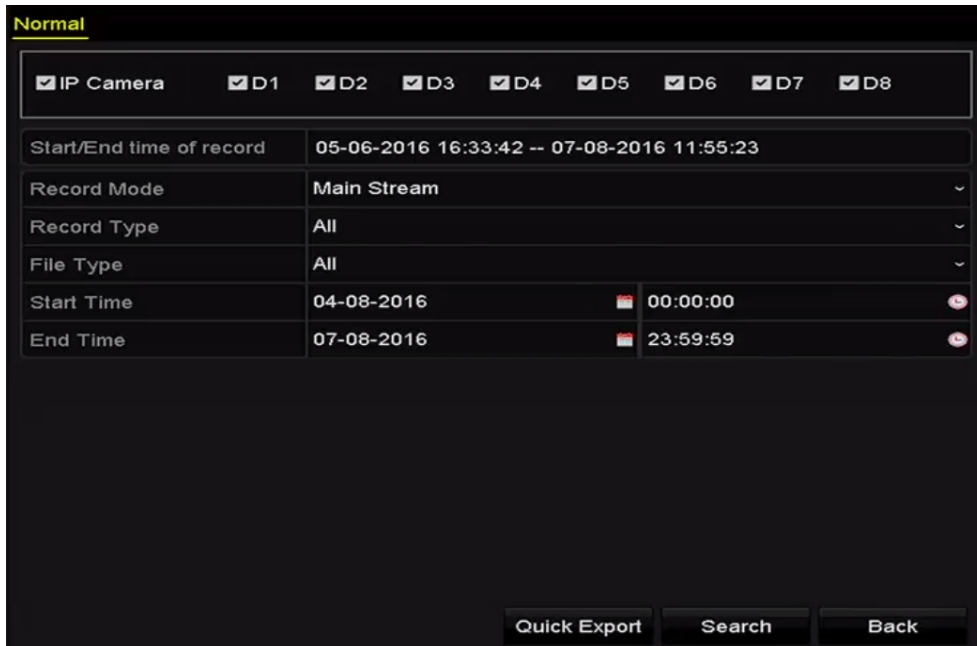 Normal
IP Camera D1 D2 D3 D4 D5 D6 D7 D8
Start/End time of record 05-06-2016 16:33:42 -- 07-08-2016 11:55:23
Record Mode Main Stream
Record Type All
File Type All
Start Time 04-08-2016 00:00:00
End Time 07-08-2016 23:59:59
Quick Export Search Back